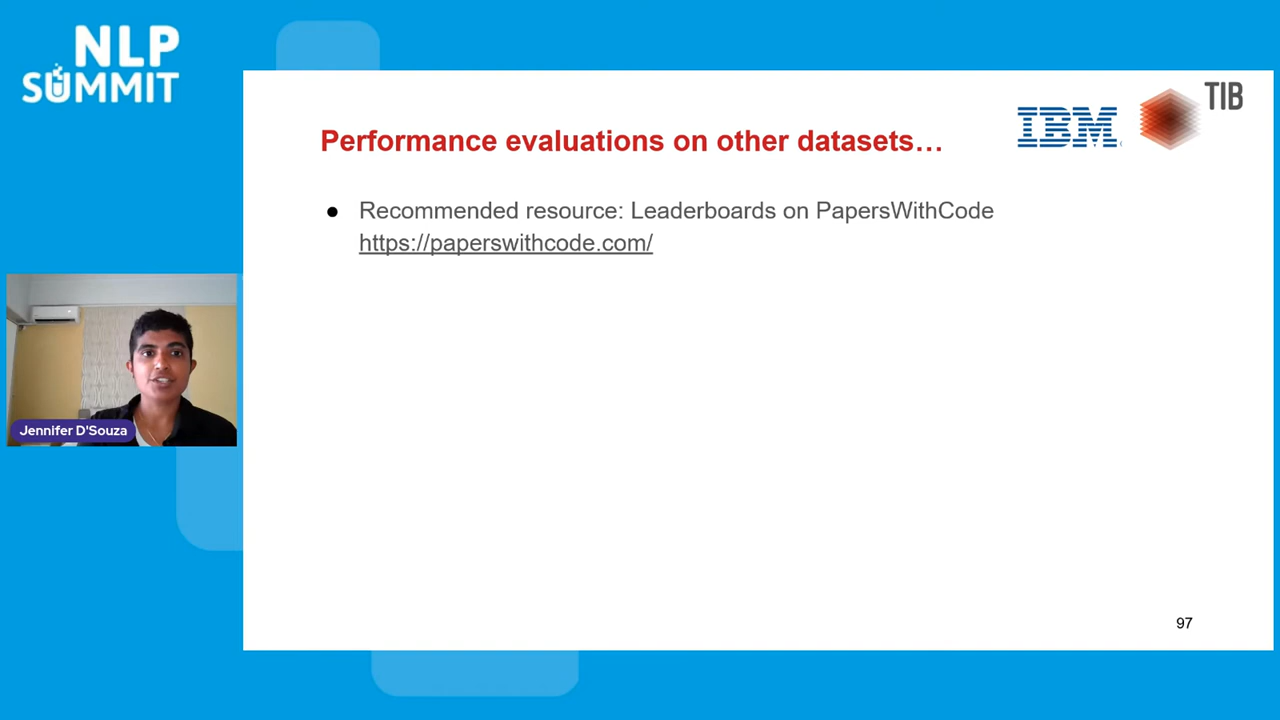 NLP
SUMMIT
IBM
TIB
Performance evaluations on other datasets…
● Recommended resource: Leaderboards on PapersWithCode
https://paperswithcode.com/
Jennifer D'Souza
97